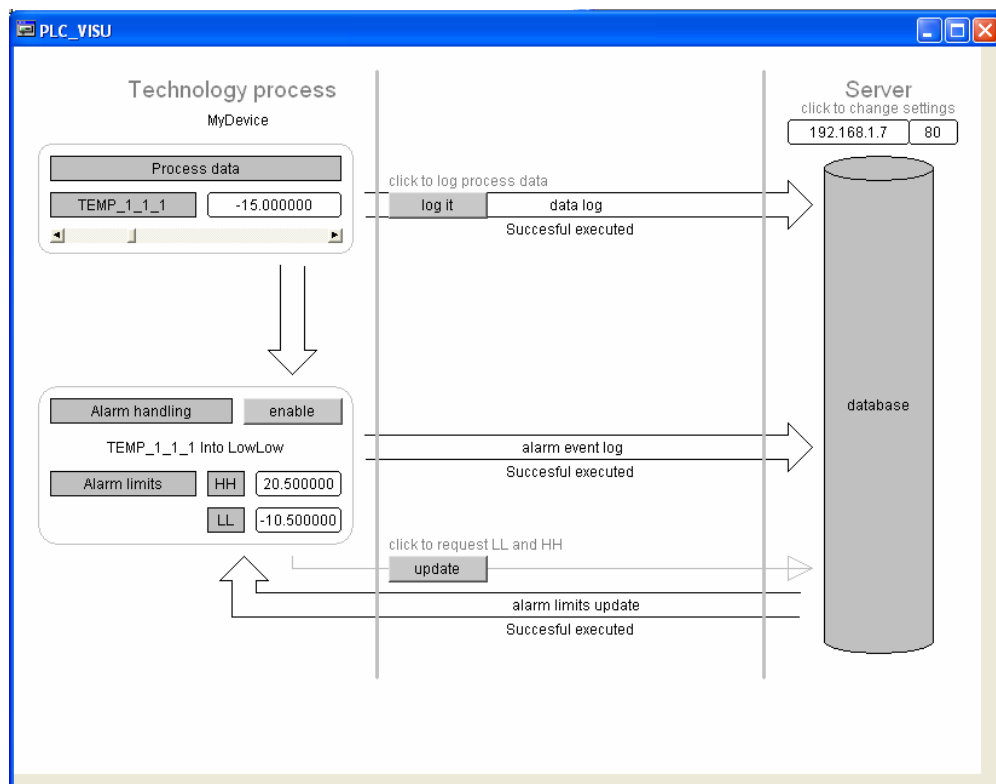 PLC_VISU
Technology process
MyDevice
Server
click to change settings
192.168.1.7
80
Process data
TEMP_1_1_1
-15.000000
click to log process data
log it
data log
Succesful executed
Alarm handling
enable
TEMP_1_1_1 Into LowLow
Alarm limits
HH
20.500000
LL
-10.500000
alarm event log
Succesful executed
database
click to request LL and HH
update
alarm limits update
Succesful executed